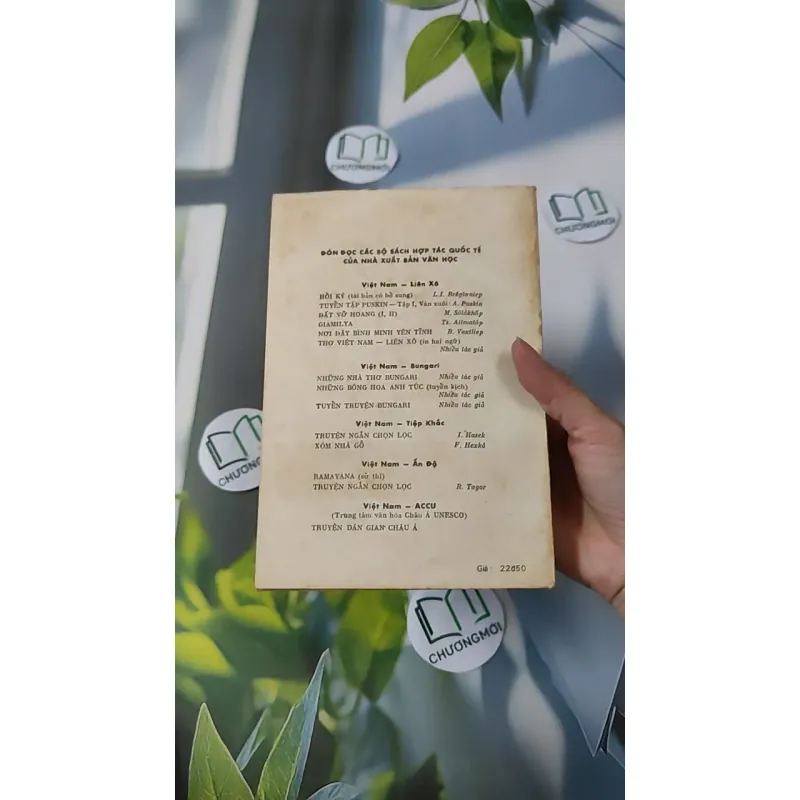 CHƯƠNGMỚI
ĐÓN ĐỌC CÁC BỘ SÁCH HỢP TÁC QUỐC TẾ
CỦA NHÀ XUẤT BẢN VĂN HỌC
Việt Nam — Liên Xô
HỒI KÝ (tái bản có bổ sung) L.I. Brêgiơniep
TUYỂN TẬP PUSKIN — Tập I, Văn xuôi: A. Puskin
ĐẤT VỠ HOANG (I, II) M. Sôlôkhôp
GIAMILYA Ts. Aitmatôp
NƠI ĐÂY BÌNH MINH YÊN TĨNH B. Vaxiliep
THƠ VIỆT NAM — LIÊN XÔ (in hai ngữ)
Nhiều tác giả
Việt Nam — Bungari
NHỮNG NHÀ THƠ BUNGARI Nhiều tác giả
NHỮNG BÔNG HOA ANH TÚC (tuyển kịch)
Nhiều tác giả
TUYỂN TRUYỆN BUNGARI Nhiều tác giả
Việt Nam — Tiệp Khắc
TRUYỆN NGẮN CHỌN LỌC I. Hasek
XÓM NHÀ GỖ F. Hezkô
Việt Nam — Ấn Độ
RAMAYANA (sử thi)
TRUYỆN NGẮN CHỌN LỌC R. Tagor
Việt Nam — ACCU
(Trung tâm văn hóa Châu Á UNESCO)
TRUYỆN DÂN GIAN CHÂU Á
Giá: 22đ50
CHƯƠNGMỚI
CHƯƠNGMỚI
CHƯƠNGMỚI